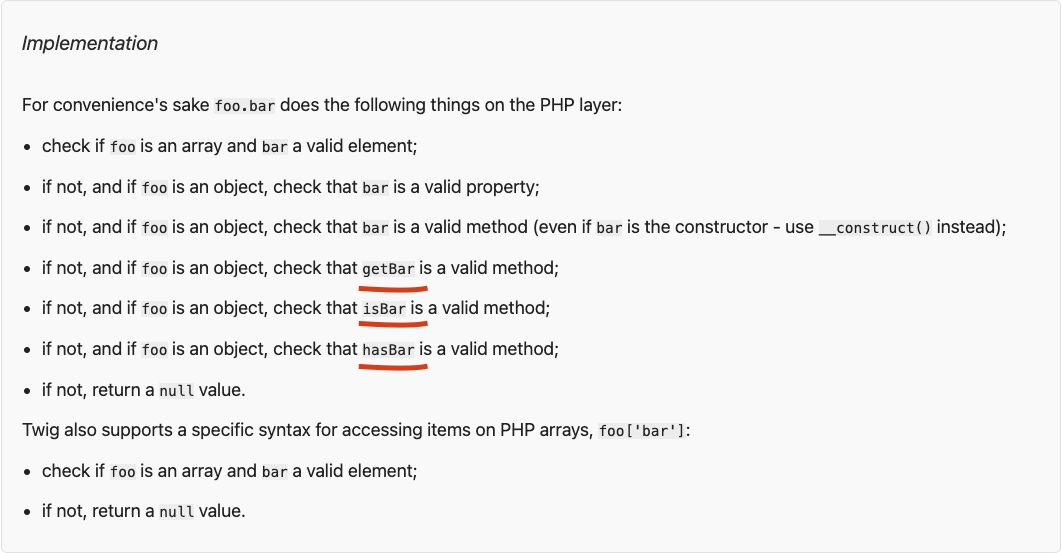 Implementation
For convenience's sake foo.bar does the following things on the PHP layer:
• check if foo is an array and bar a valid element;
• if not, and if foo is an object, check that bar is a valid property;
• if not, and if foo is an object, check that bar is a valid method (even if bar is the constructor - use __construct() instead);
• if not, and if foo is an object, check that getBar is a valid method;
• if not, and if foo is an object, check that isBar is a valid method;
• if not, and if foo is an object, check that hasBar is a valid method;
• if not, return a null value.
Twig also supports a specific syntax for accessing items on PHP arrays, foo['bar']:
• check if foo is an array and bar a valid element;
• if not, return a null value.